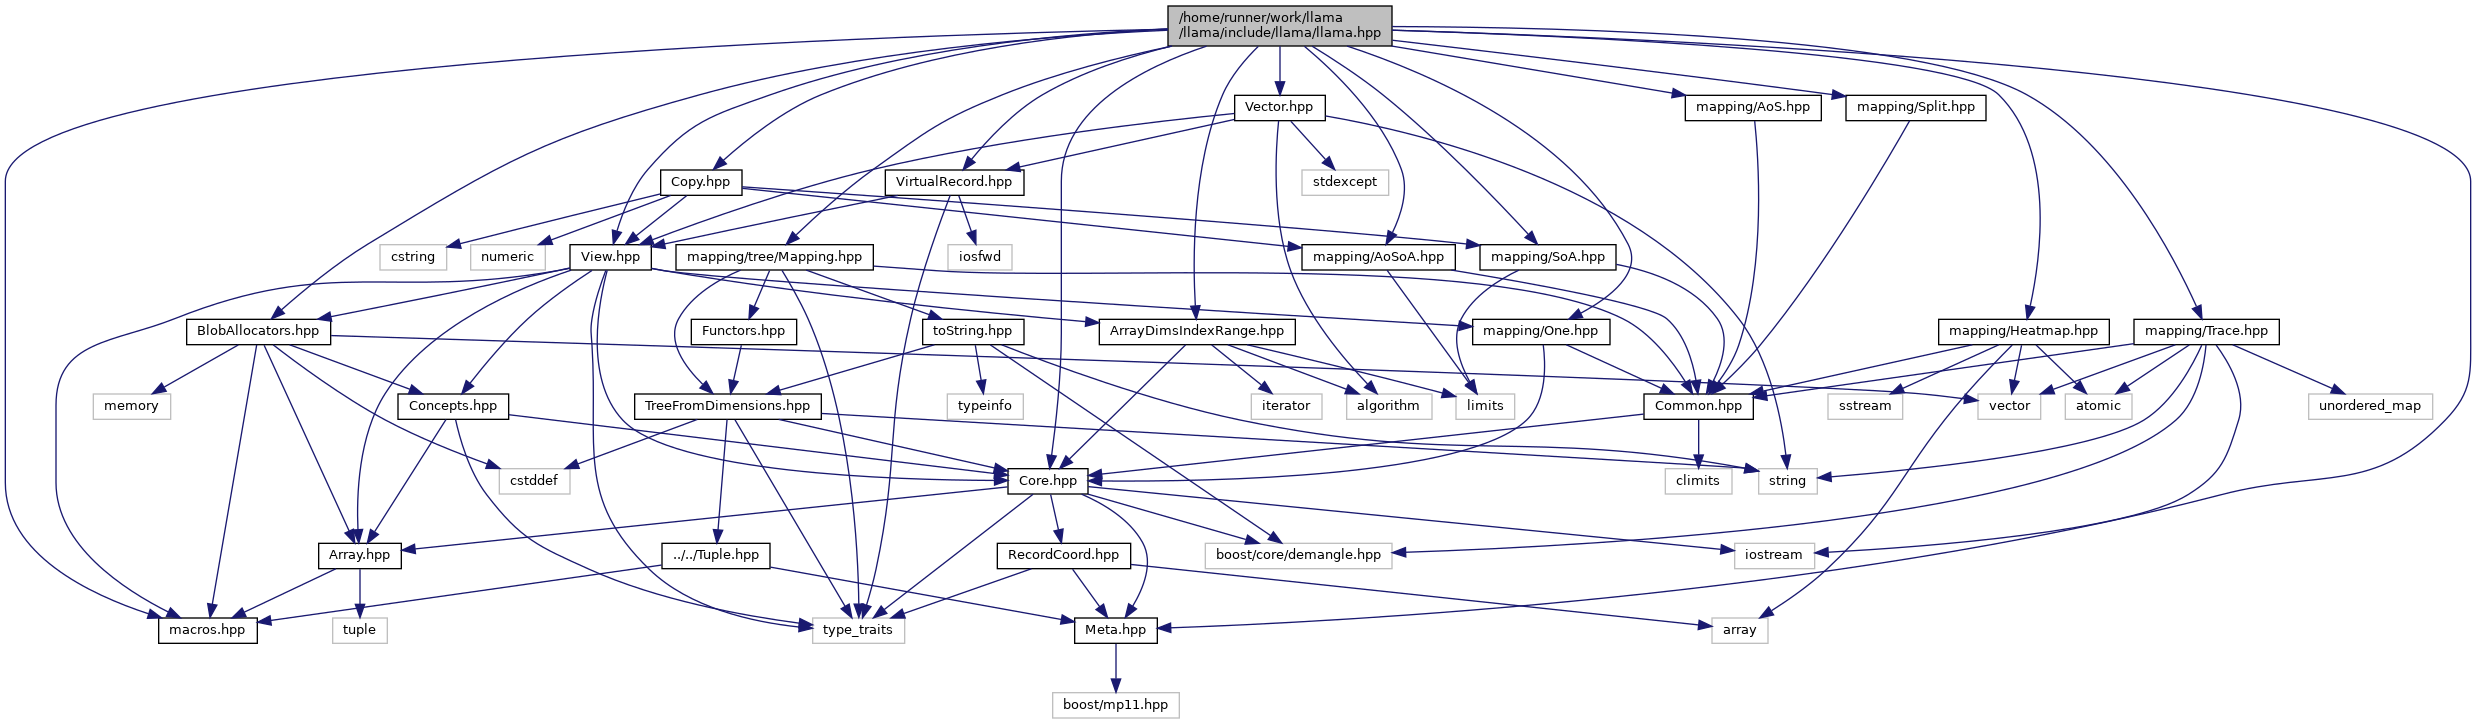 /home/runner/work/llama
/llama/include/llama/llama.hpp
Vector.hpp
mapping/AoS.hpp
mapping/Split.hpp
Copy.hpp
VirtualRecord.hpp
stdexcept
cstring
numeric
View.hpp
mapping/tree/Mapping.hpp
iosfwd
mapping/AoSoA.hpp
mapping/SoA.hpp
BlobAllocators.hpp
Functors.hpp
toString.hpp
ArrayDimsIndexRange.hpp
mapping/One.hpp
mapping/Heatmap.hpp
mapping/Trace.hpp
memory
Concepts.hpp
TreeFromDimensions.hpp
typeinfo
iterator
algorithm
limits
Common.hpp
sstream
vector
atomic
unordered_map
cstddef
Core.hpp
climits
string
Array.hpp
../../Tuple.hpp
RecordCoord.hpp
boost/core/demangle.hpp
iostream
macros.hpp
tuple
type_traits
Meta.hpp
array
boost/mp11.hpp